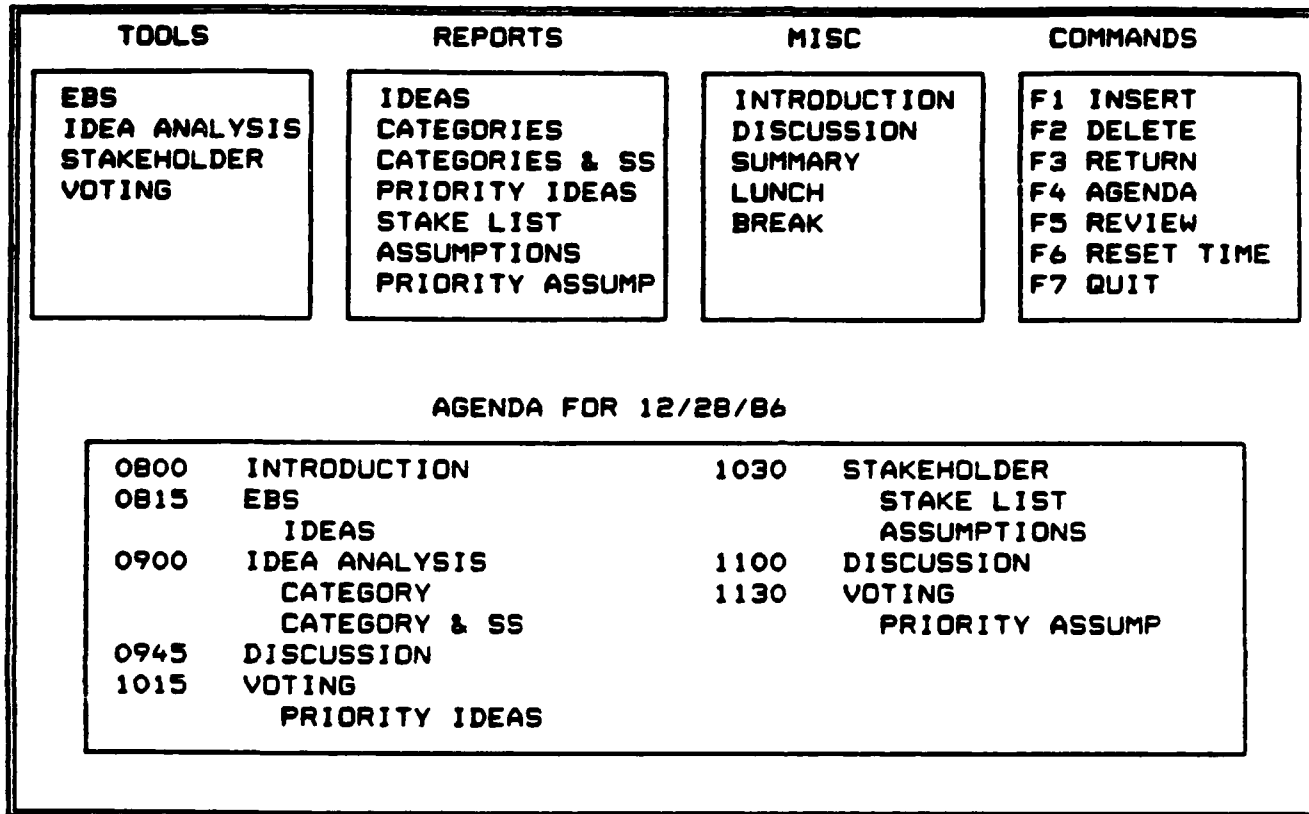 TOOLS
EBS
IDEA ANALYSIS
STAKEHOLDER
VOTING
REPORTS
IDEAS
CATEGORIES
CATEGORIES & SS
PRIORITY IDEAS
STAKE LIST
ASSUMPTIONS
PRIORITY ASSUMP
MISC
INTRODUCTION
DISCUSSION
SUMMARY
LUNCH
BREAK
COMMANDS
F1 INSERT
F2 DELETE
F3 RETURN
F4 AGENDA
F5 REVIEW
F6 RESET TIME
F7 QUIT
AGENDA FOR 12/28/86
0800 INTRODUCTION
0815 EBS
IDEAS
0900 IDEA ANALYSIS
CATEGORY
CATEGORY & SS
0945 DISCUSSION
1015 VOTING
PRIORITY IDEAS
1030 STAKEHOLDER
STAKE LIST
ASSUMPTIONS
1100 DISCUSSION
1130 VOTING
PRIORITY ASSUMP